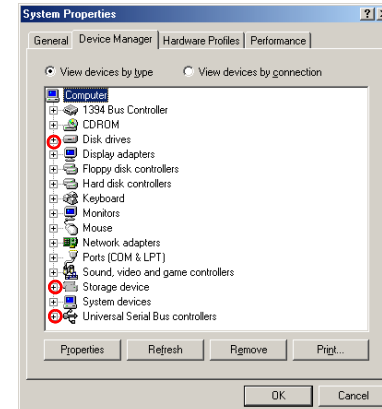 System Properties
General Device Manager Hardware Profiles Performance
View devices by type View devices by connection
Computer
1394 Bus Controller
CDROM
Disk drives
Display adapters
Floppy disk controllers
Hard disk controllers
Keyboard
Monitors
Mouse
Network adapters
Ports (COM & LPT)
Sound, video and game controllers
Storage device
System devices
Universal Serial Bus controllers
Properties Refresh Remove Print...
OK Cancel